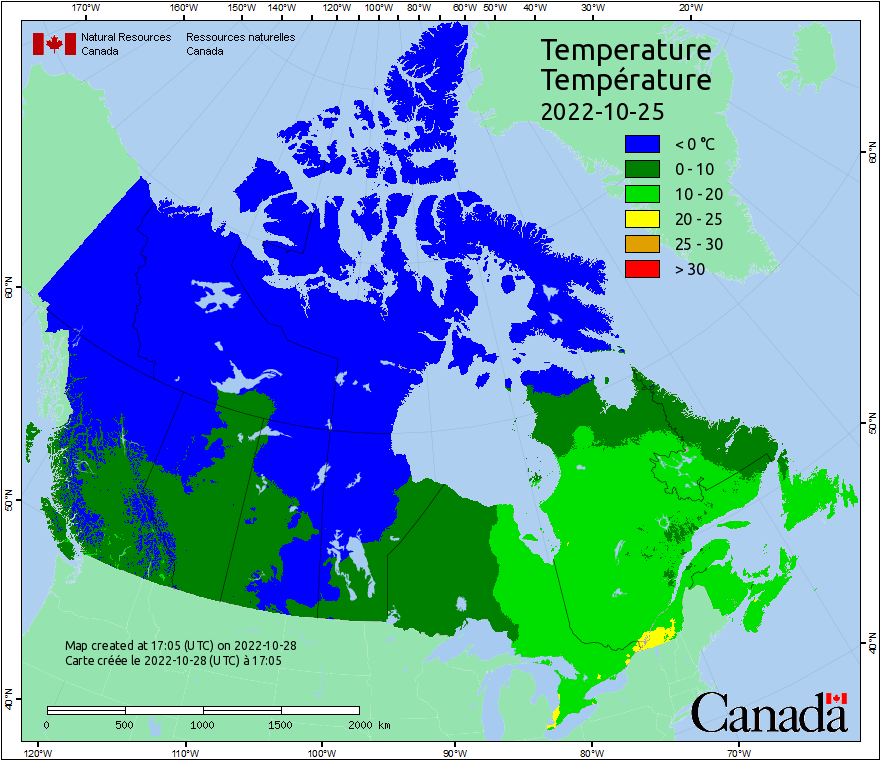 170°W 160°W 150°W 140°W 130°W 120°W 110°W 100°W 90°W 80°W 60°W 50°W 40°W 30°W 20°W
Natural Resources Canada
Ressources naturelles Canada
Temperature
Température
2022-10-25
< 0 °C
0 - 10
10 - 20
20 - 25
25 - 30
> 30
60°N
60°N
50°N
50°N
40°N
40°N
Map created at 17:05 (UTC) on 2022-10-28
Carte créée le 2022-10-28 (UTC) à 17:05
0 500 1000 1500 2000 km
Canada
120°W 110°W 100°W 90°W 80°W 70°W